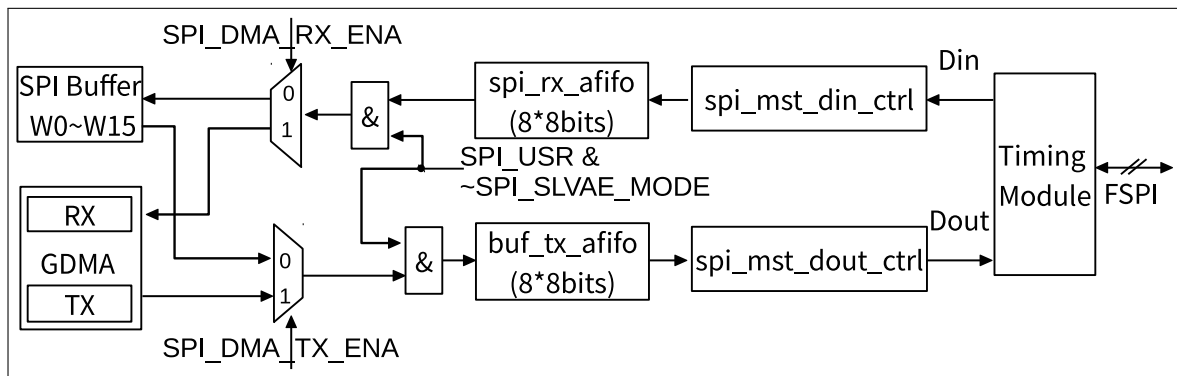 SPI_DMA_RX_ENA
SPI Buffer
W0~W15
0
1
&
spi_rx_afifo
(8*8bits)
spi_mst_din_ctrl
Din
Timing
Module
FSPI
SPI_USR &
~SPI_SLVAE_MODE
RX
GDMA
TX
0
1
&
buf_tx_afifo
(8*8bits)
spi_mst_dout_ctrl
Dout
SPI_DMA_TX_ENA